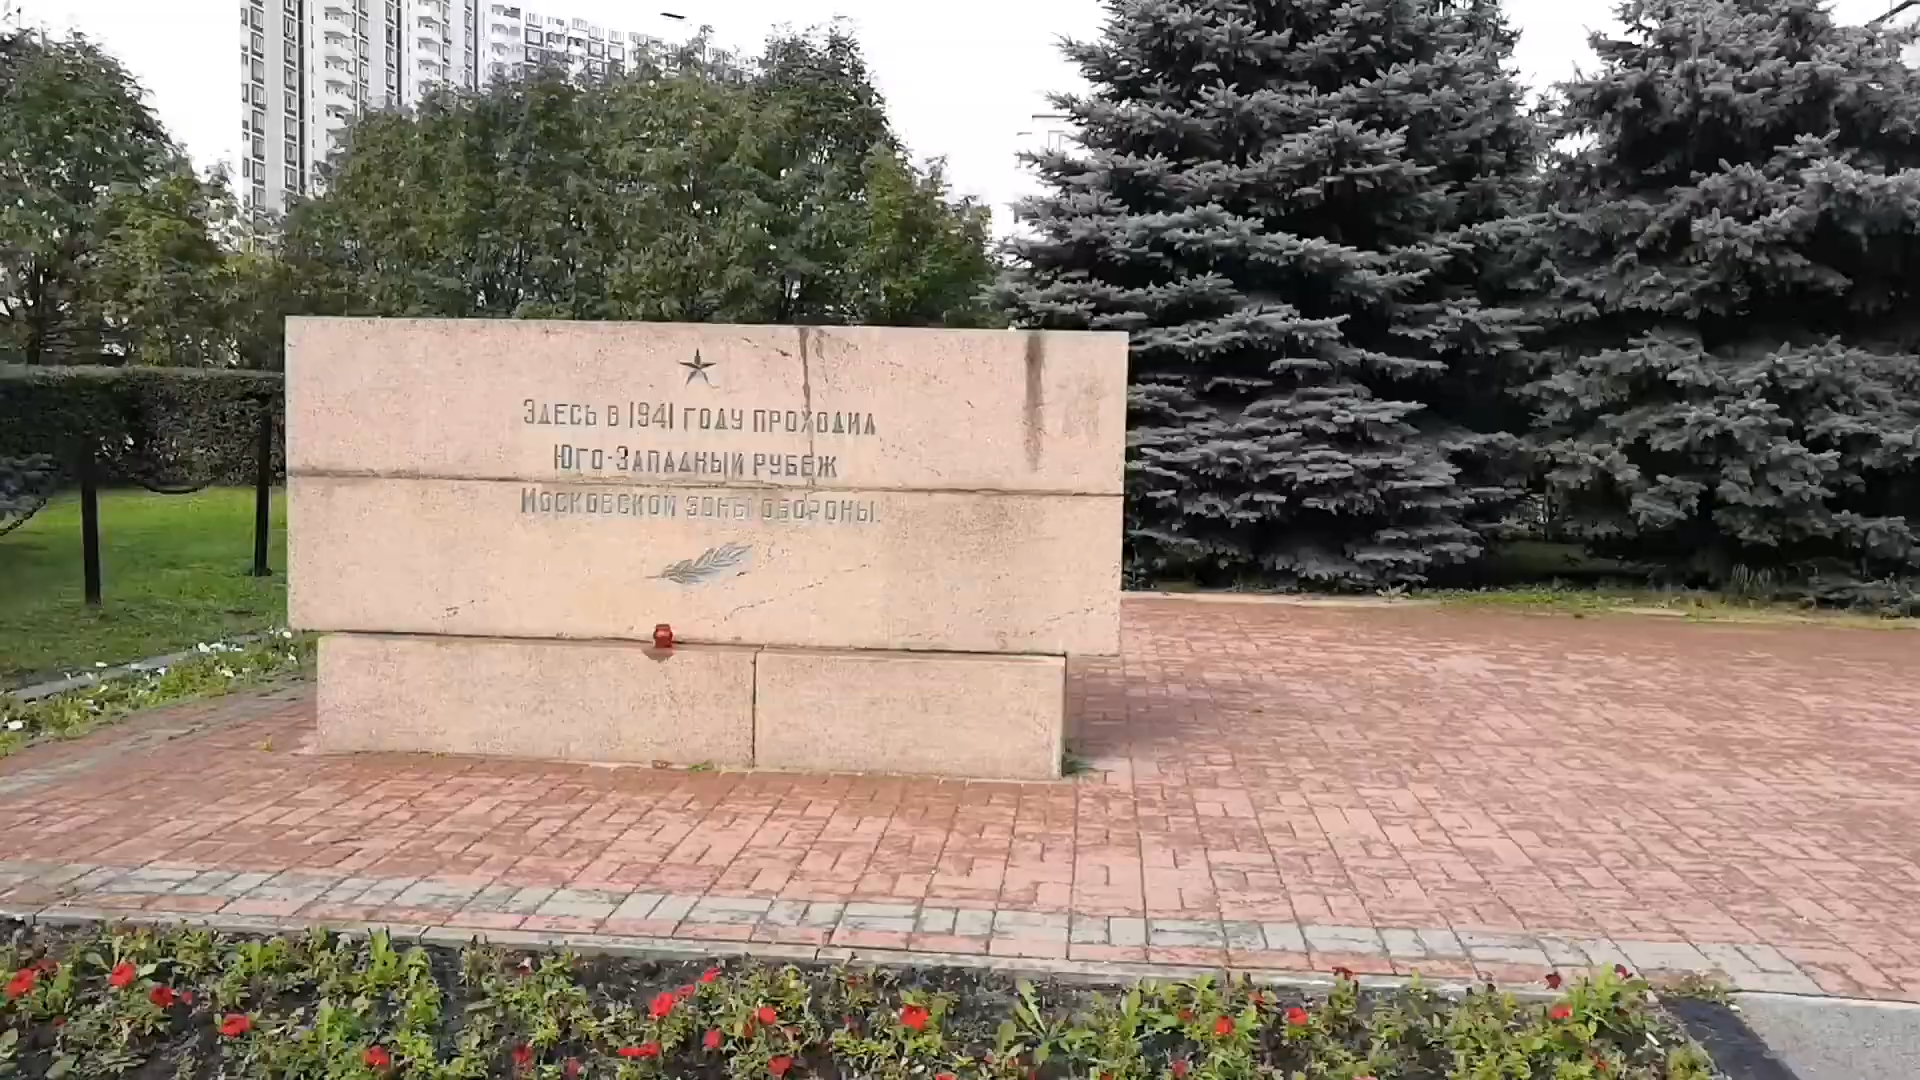 Здесь в 1941 году проходил
Юго-Западный рубеж
Московской зоны обороны.